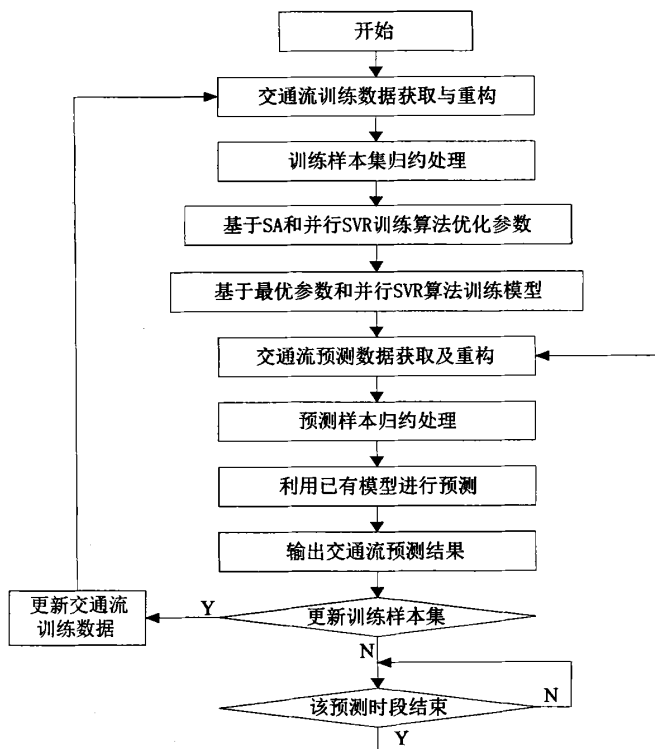 开始
交通流训练数据获取与重构
训练样本集归约处理
基于SA和并行SVR训练算法优化参数
基于最优参数和并行SVR算法训练模型
交通流预测数据获取及重构
预测样本归约处理
利用已有模型进行预测
输出交通流预测结果
更新交通流
训练数据
Y
更新训练样本集
N
该预测时段结束
N
Y